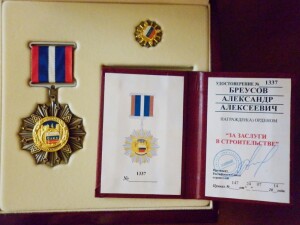 № 1337
УДОСТОВЕРЕНИЕ № 1337
БРЕУСОВ
АЛЕКСАНДР
АЛЕКСЕЕВИЧ
НАГРАЖДЕН(А) ОРДЕНОМ
"ЗА ЗАСЛУГИ
В СТРОИТЕЛЬСТВЕ"